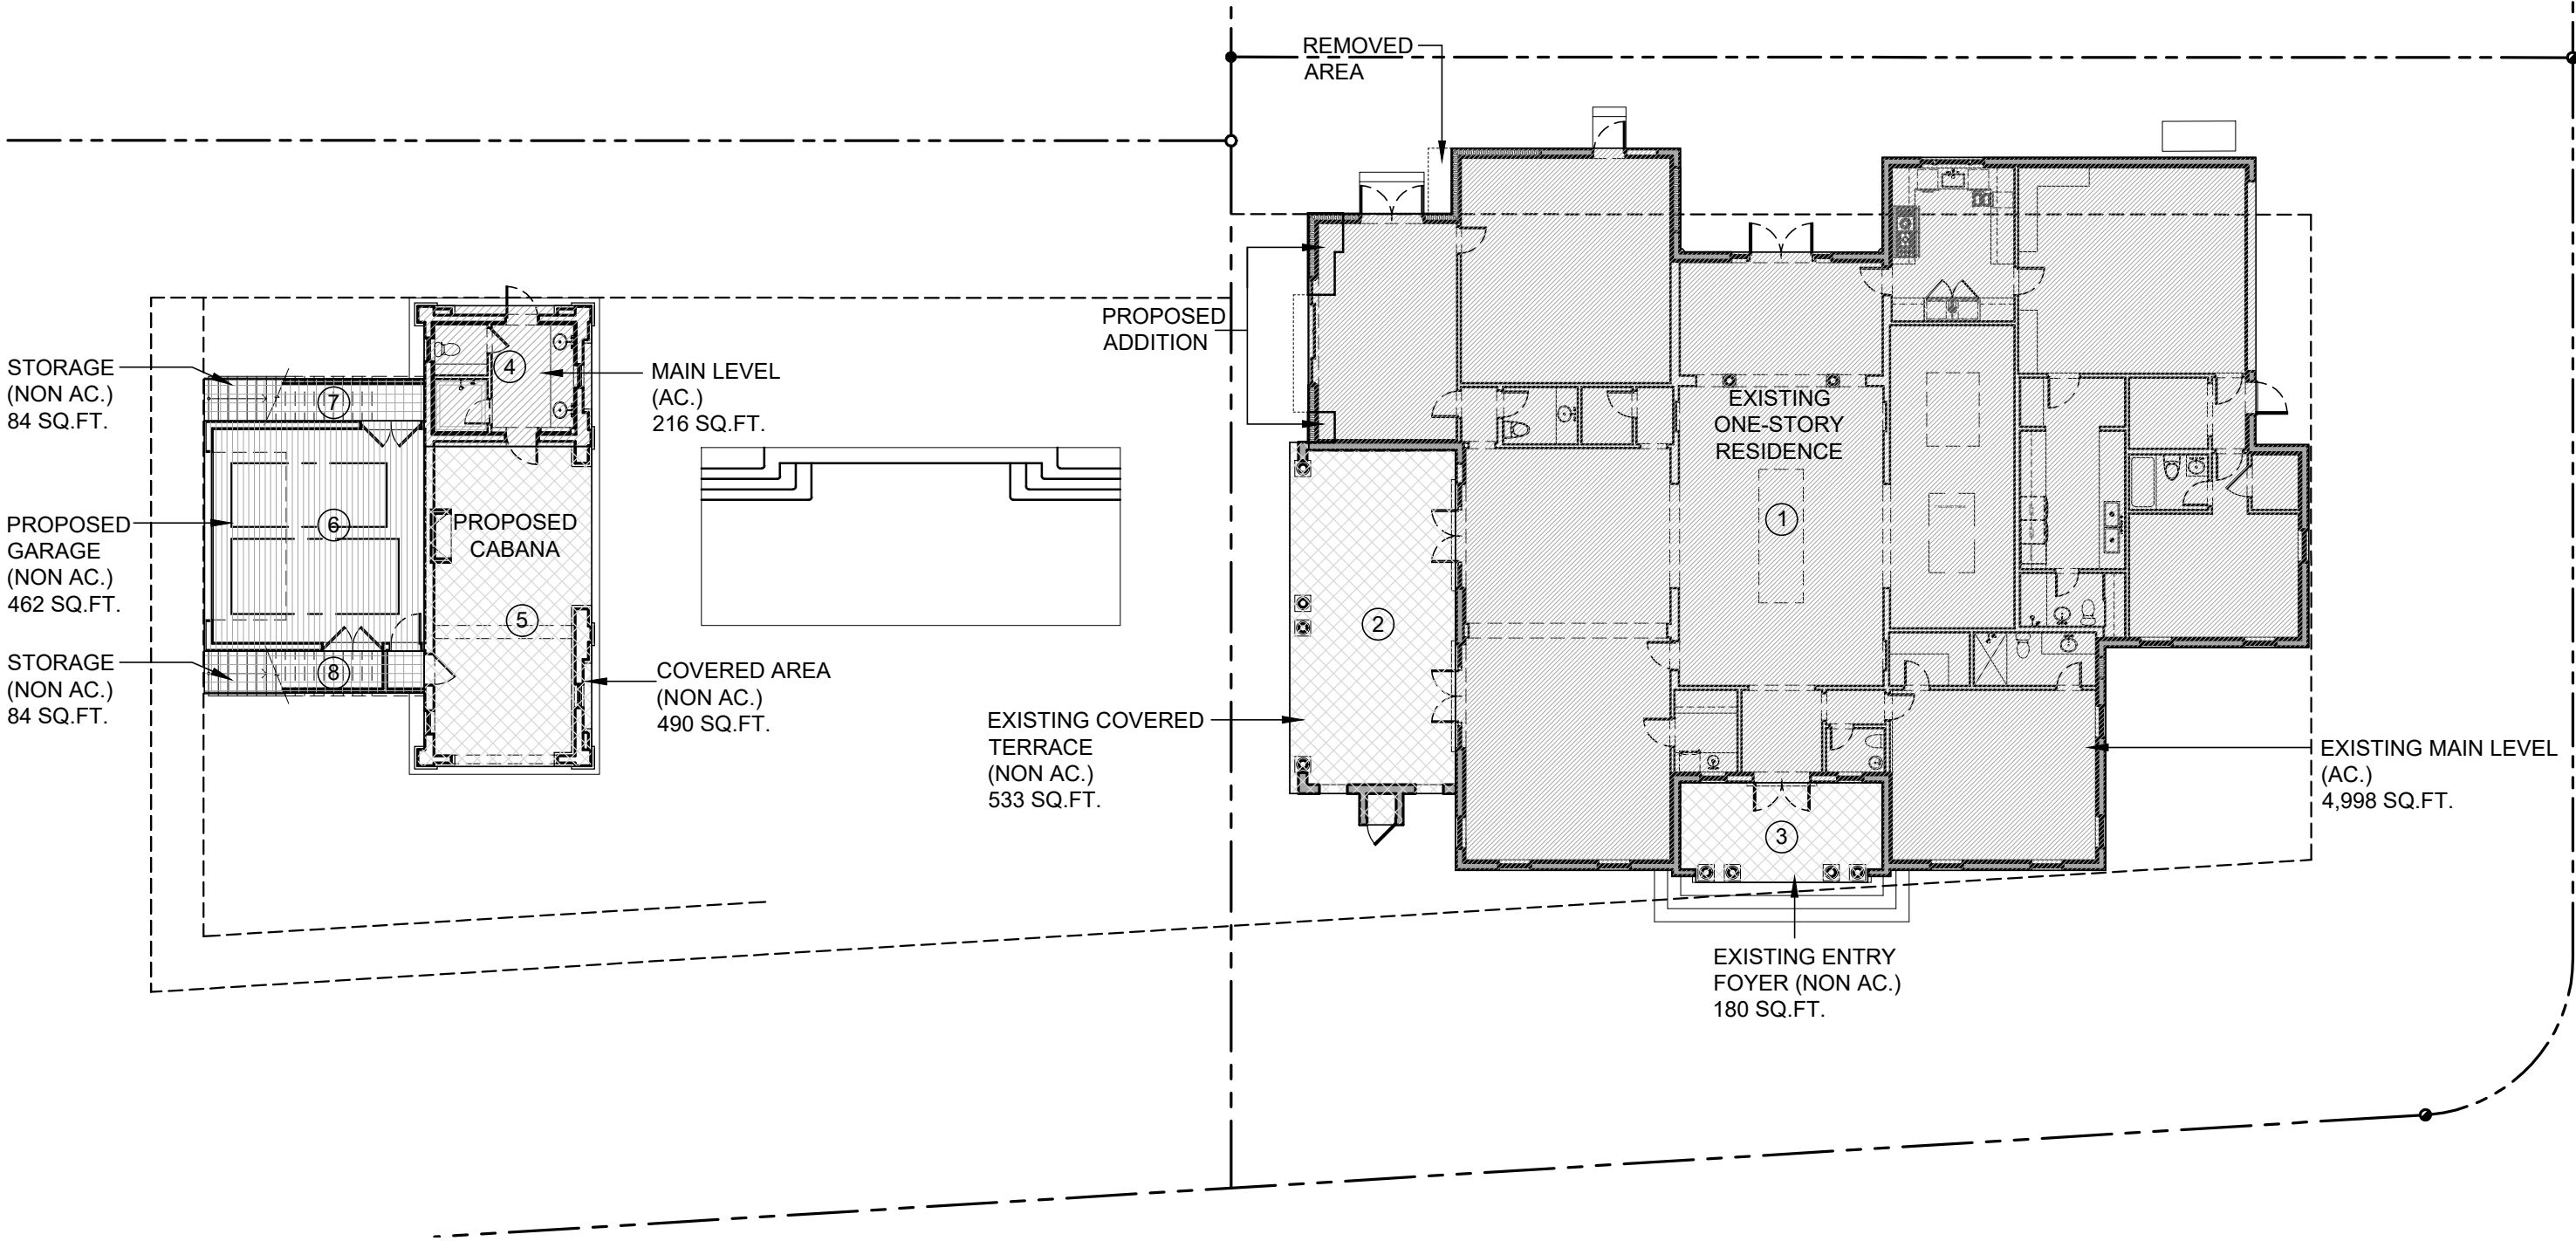 REMOVED
AREA
PROPOSED
ADDITION
STORAGE
(NON AC.)
84 SQ.FT.
7
4
MAIN LEVEL
(AC.)
216 SQ.FT.
EXISTING
ONE-STORY
RESIDENCE
1
PROPOSED
GARAGE
(NON AC.)
462 SQ.FT.
6
PROPOSED
CABANA
5
2
STORAGE
(NON AC.)
84 SQ.FT.
8
COVERED AREA
(NON AC.)
490 SQ.FT.
EXISTING COVERED
TERRACE
(NON AC.)
533 SQ.FT.
EXISTING MAIN LEVEL
(AC.)
4,998 SQ.FT.
3
EXISTING ENTRY
FOYER (NON AC.)
180 SQ.FT.